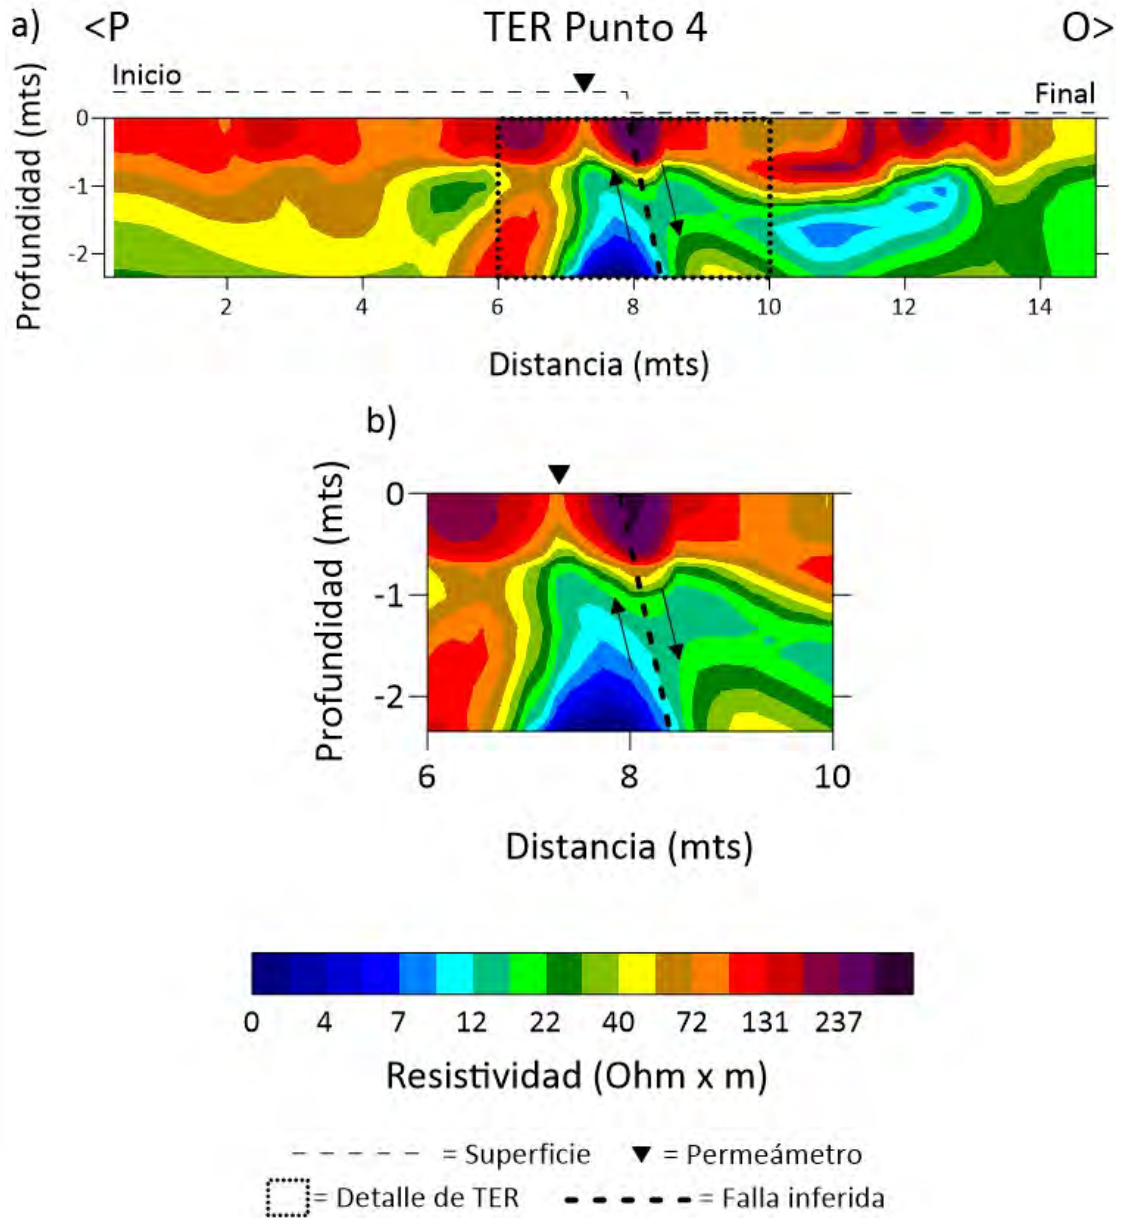 a) <P TER Punto 4 O>
Inicio
Final
Profundidad (mts)
0
-1
-2
2 4 6 8 10 12 14
Distancia (mts)
b)
Profundidad (mts)
0
-1
-2
6 8 10
Distancia (mts)
0 4 7 12 22 40 72 131 237
Resistividad (Ohm x m)
= Superficie = Permeámetro
= Detalle de TER = Falla inferida